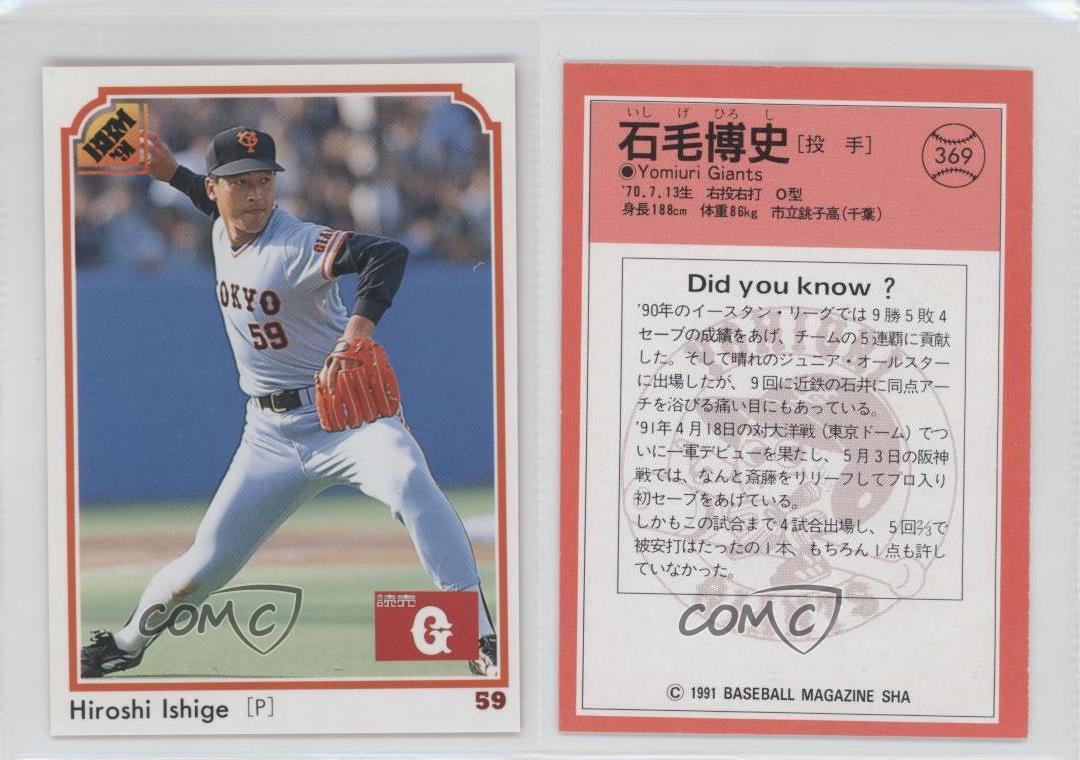 BBM '91
GIA
TOKYO
59
読売
G
COMC
Hiroshi Ishige [P]
59
いし げ ひろ し
石毛博史 [投 手]
369
●Yomiuri Giants
'70.7.13生 右投右打 O型
身長188cm 体重86kg 市立銚子高(千葉)
Did you know ?
'90年のイースタン・リーグでは9勝5敗4
セーブの成績をあげ、チームの5連覇に貢献
した。そして晴れのジュニア・オールスター
に出場したが、9回に近鉄の石井に同点アー
チを浴びる痛い目にもあっている。
'91年4月18日の対大洋戦(東京ドーム)でつ
いに一軍デビューを果たし、5月3日の阪神
戦では、なんと斎藤をリリーフしてプロ入り
初セーブをあげている。
しかもこの試合まで4試合出場し、5回2/3で
被安打はたったの1本、もちろん1点も許し
ていなかった。
YOMIURI
GIANTS
COMC
© 1991 BASEBALL MAGAZINE SHA